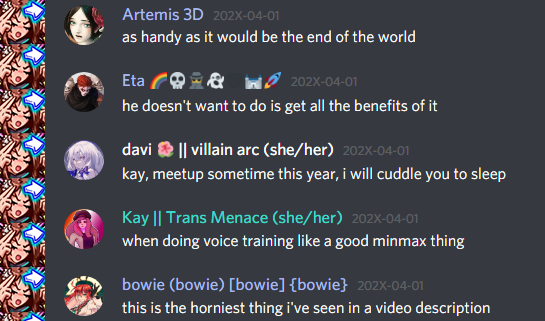 Artemis 3D 202X-04-01
as handy as it would be the end of the world
Eta 🌈💀🕵️👻 🏰🚀 202X-04-01
he doesn't want to do is get all the benefits of it
davi 🌺 || villain arc (she/her) 202X-04-01
kay, meetup sometime this year, i will cuddle you to sleep
Kay || Trans Menace (she/her) 202X-04-01
when doing voice training like a good minmax thing
bowie (bowie) [bowie] {bowie} 202X-04-01
this is the horniest thing i've seen in a video description